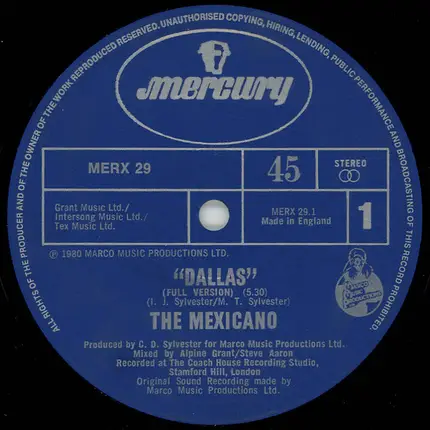 ALL RIGHTS OF THE PRODUCER AND OF THE OWNER OF THE WORK REPRODUCED RESERVED. UNAUTHORISED COPYING, HIRING, LENDING, PUBLIC PERFORMANCE AND BROADCASTING OF THIS RECORD PROHIBITED.
mercury
MERX 29
45
STEREO
Grant Music Ltd./
Intersong Music Ltd./
Tex Music Ltd.
MERX 29.1
Made in England
1
℗ 1980 MARCO MUSIC PRODUCTIONS LTD.
"DALLAS"
(FULL VERSION) (5.30)
(I. J. Sylvester/M. T. Sylvester)
THE MEXICANO
MARCO
MUSIC
PRODUCTIONS
Produced by C. D. Sylvester for Marco Music Productions Ltd.
Mixed by Alpine Grant/Steve Aaron
Recorded at The Coach House Recording Studio,
Stamford Hill, London
Original Sound Recording made by
Marco Music Productions Ltd.